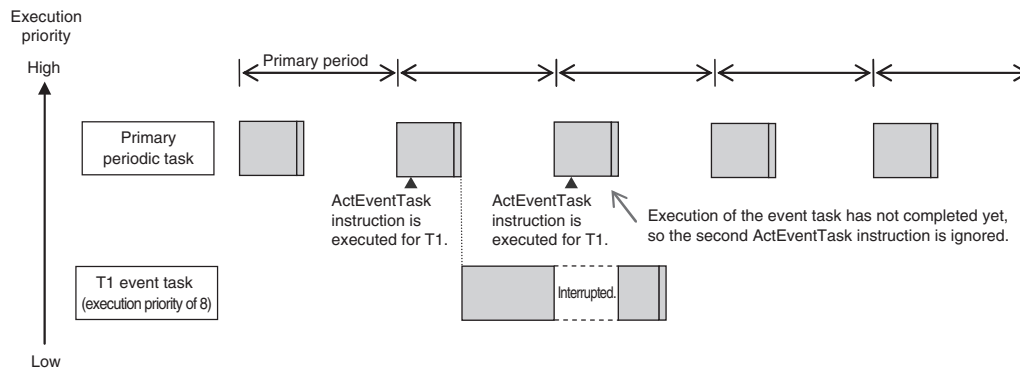 Execution
priority
High
Primary period
Primary
periodic task
ActEventTask
instruction is
executed for T1.
ActEventTask
instruction is
executed for T1.
Execution of the event task has not completed yet,
so the second ActEventTask instruction is ignored.
T1 event task
(execution priority of 8)
Interrupted.
Low